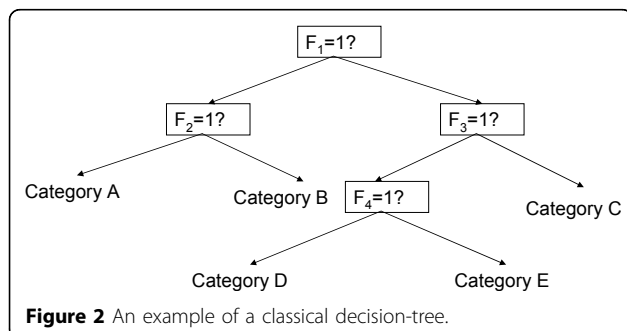 F₁=1?
F₂=1?
F₃=1?
Category A
Category B
F₄=1?
Category C
Category D
Category E
Figure 2 An example of a classical decision-tree.